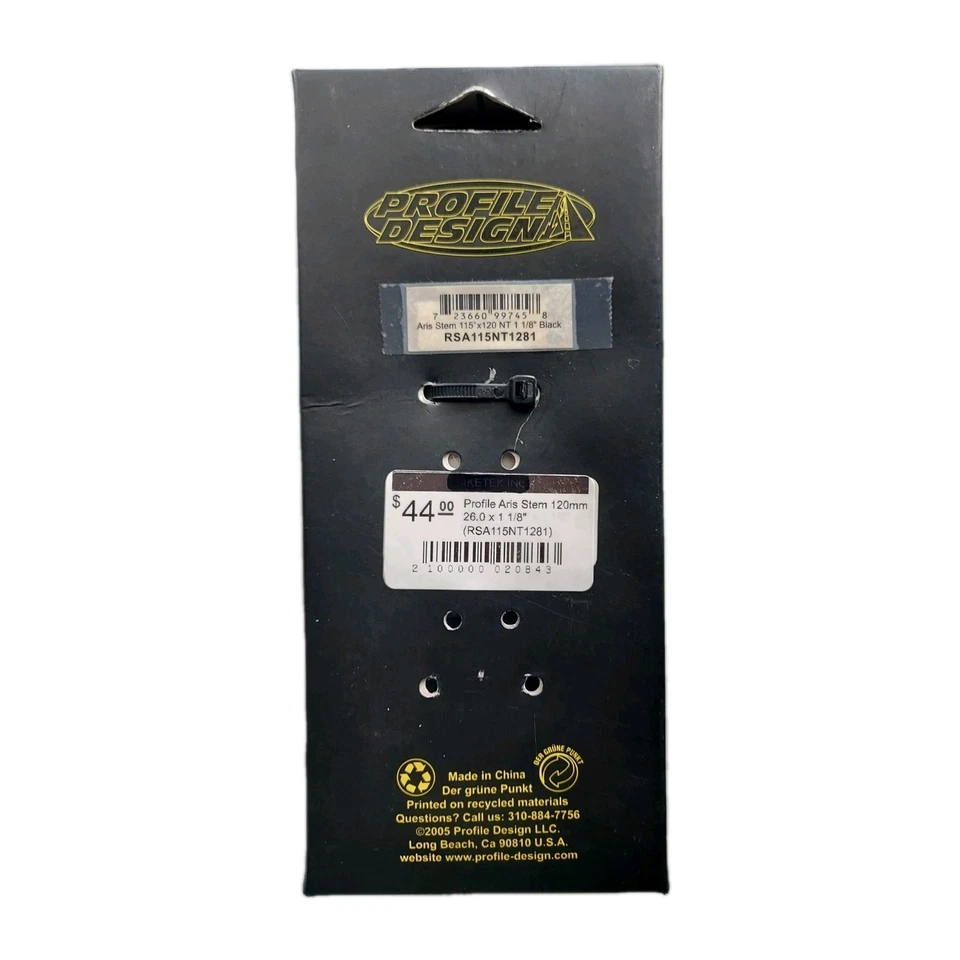 PROFILE
DESIGN
7 23660 99745 8
Aris Stem 115°x120 NT 1 1/8" Black
RSA115NT1281
$44.00
Profile Aris Stem 120mm
26.0 x 1 1/8"
(RSA115NT1281)
2 100000 020843
DER GRÜNE PUNKT
Made in China
Der grüne Punkt
Printed on recycled materials
Questions? Call us: 310-884-7756
©2005 Profile Design LLC.
Long Beach, Ca 90810 U.S.A.
website www.profile-design.com